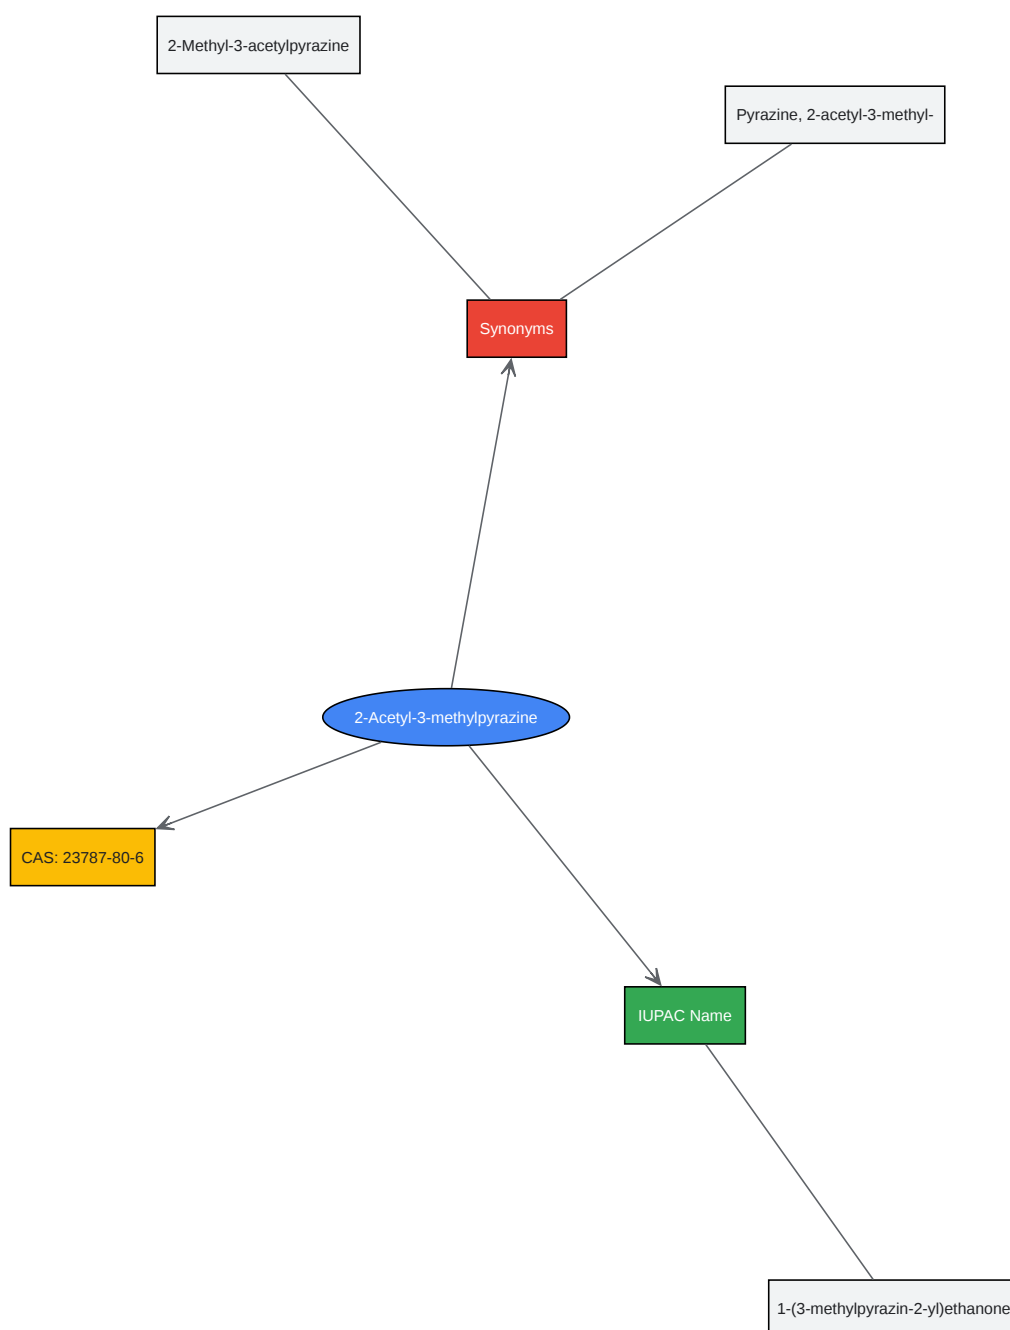 2-Methyl-3-acetylpyrazine
Pyrazine, 2-acetyl-3-methyl-
Synonyms
2-Acetyl-3-methylpyrazine
CAS: 23787-80-6
IUPAC Name
1-(3-methylpyrazin-2-yl)ethanone